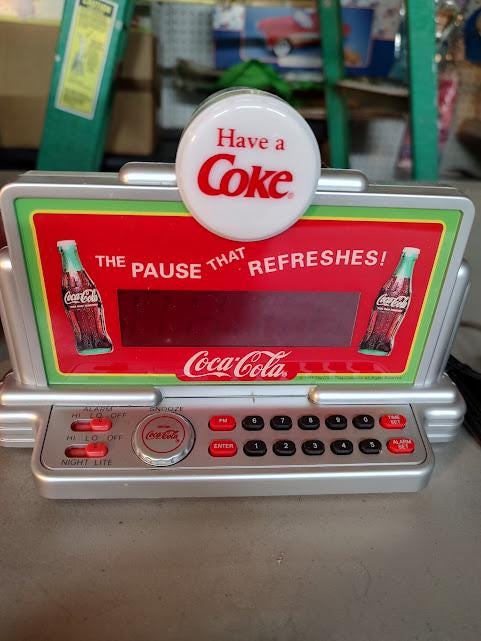 Have a
Coke
THE PAUSE THAT REFRESHES!
Coca-Cola
Coca-Cola
Coca-Cola
ALARM
HI LO OFF
SNOOZE
Coca-Cola
PM 6 7 8 9 0 TIME SET
HI LO OFF
NIGHT LITE
ENTER 1 2 3 4 5 ALARM SET